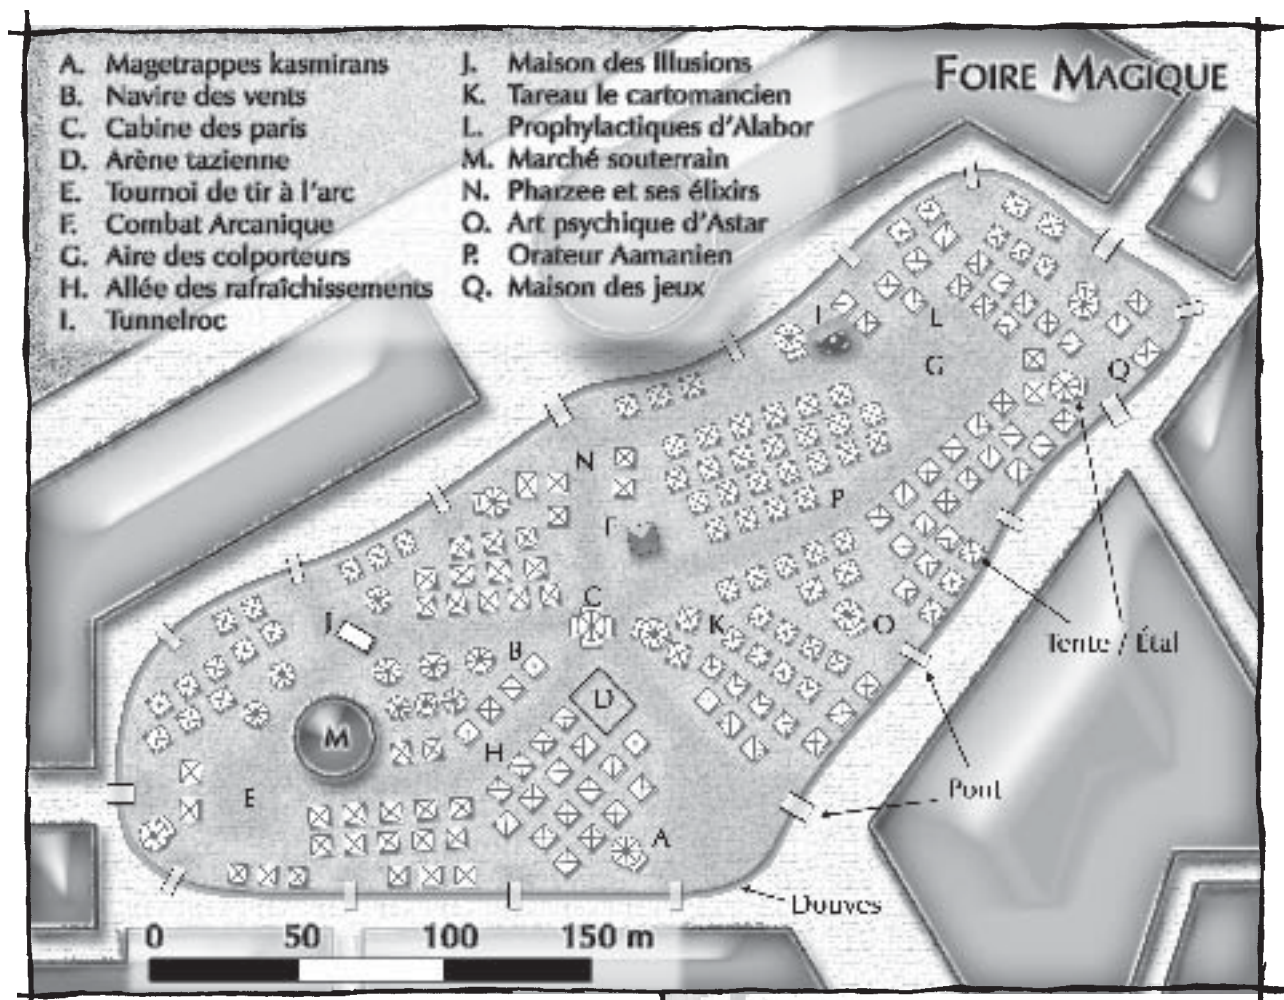 FOIRE MAGIQUE
A. Magetrappes kasmirans
B. Navire des vents
C. Cabine des paris
D. Arène tazienne
E. Tournoi de tir à l'arc
F. Combat Arcanique
G. Aire des colporteurs
H. Allée des rafraîchissements
I. Tunnelroc
J. Maison des Illusions
K. Tareau le cartomancien
L. Prophylactiques d'Alabor
M. Marché souterrain
N. Pharzee et ses élixirs
O. Art psychique d'Astar
P. Orateur Aamanien
Q. Maison des jeux
I
L
G
Q
N
P
F
C
J
K
O
B
Tente / Étal
D
M
H
E
Pont
A
Douves
0 50 100 150 m